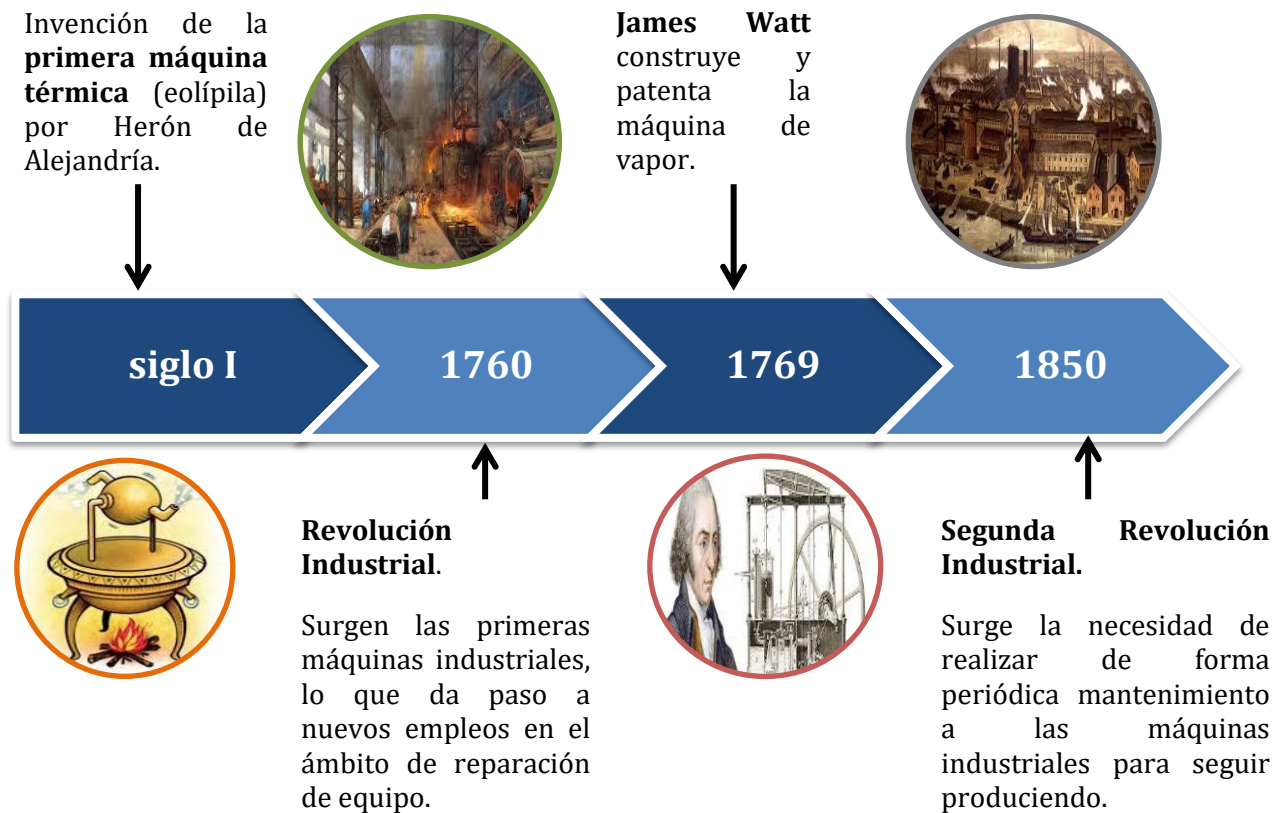 Invención de la
primera máquina
térmica (eolípila)
por Herón de
Alejandría.
James Watt
construye y
patenta la
máquina de
vapor.
siglo I
1760
1769
1850
Revolución
Industrial.
Surgen las primeras
máquinas industriales,
lo que da paso a
nuevos empleos en el
ámbito de reparación
de equipo.
Segunda Revolución
Industrial.
Surge la necesidad de
realizar de forma
periódica mantenimiento
a las máquinas
industriales para seguir
produciendo.